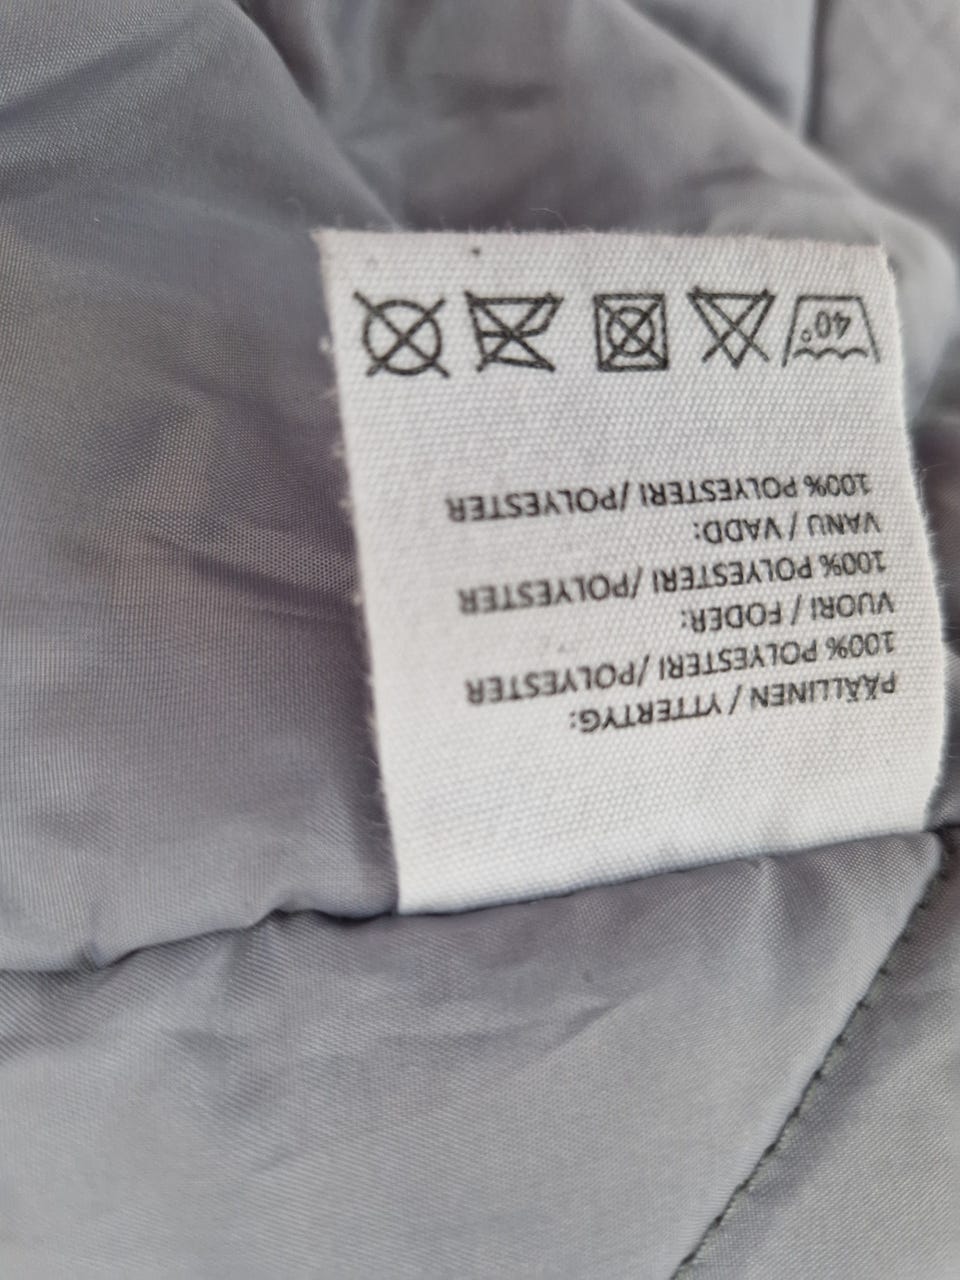 PÄÄLLINEN / YTTERTYG:
100% POLYESTERI /POLYESTER
VUORI / FODER:
100% POLYESTERI /POLYESTER
VANU / VADD:
100% POLYESTERI /POLYESTER
40°